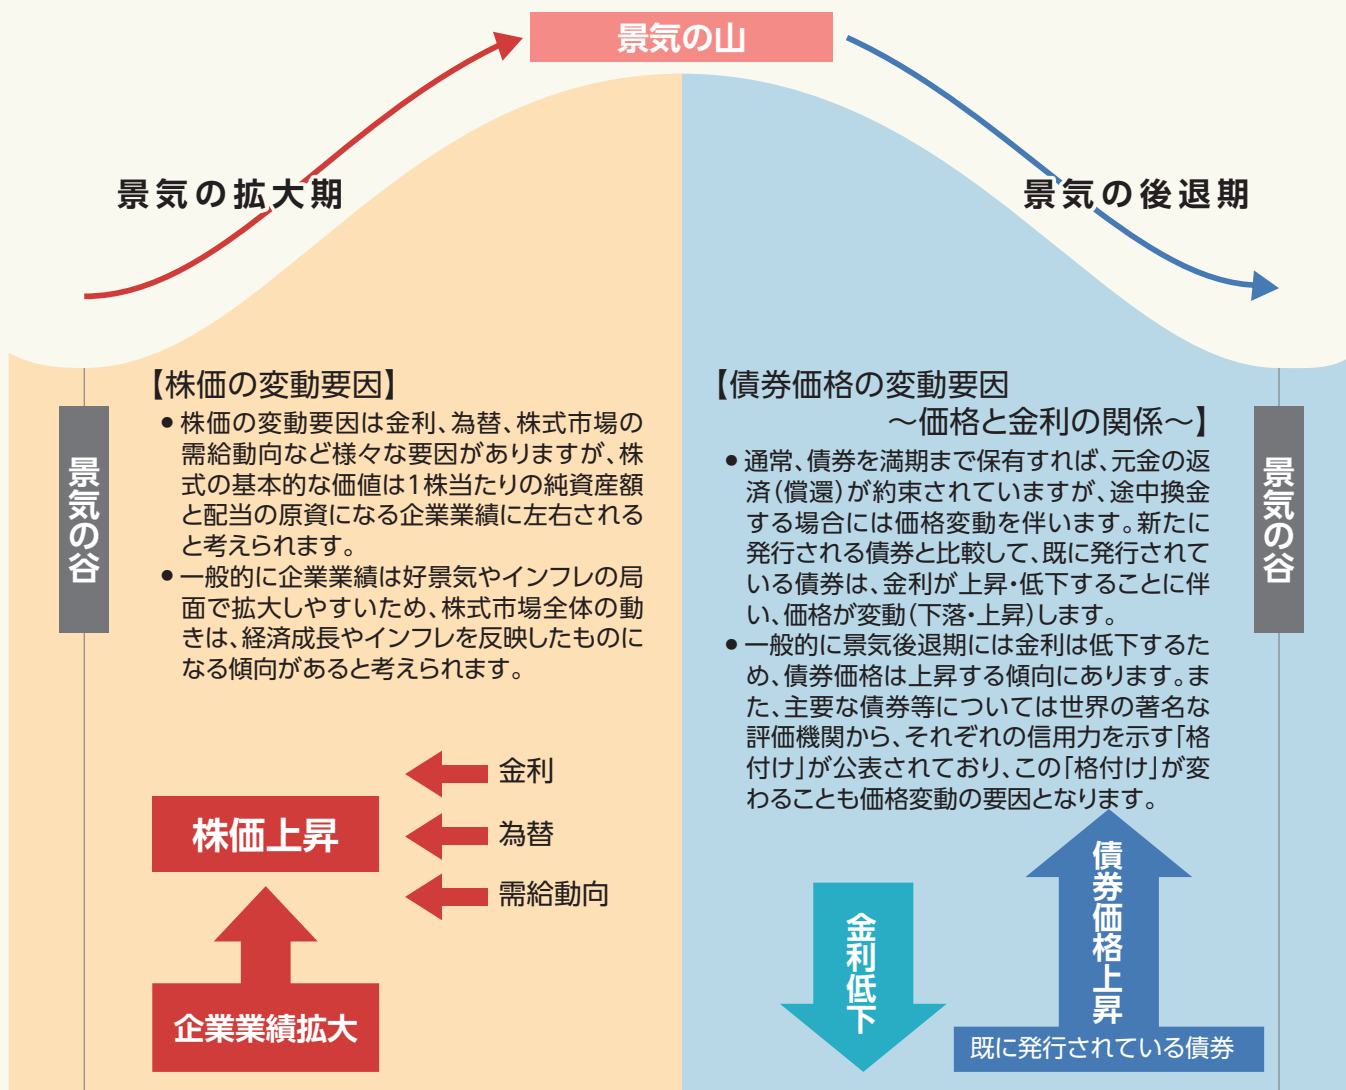 景気の山
景気の拡大期
景気の後退期
景気の谷
【株価の変動要因】
●株価の変動要因は金利、為替、株式市場の
需給動向など様々な要因がありますが、株
式の基本的な価値は1株当たりの純資産額
と配当の原資になる企業業績に左右される
と考えられます。
●一般的に企業業績は好景気やインフレの局
面で拡大しやすいため、株式市場全体の動
きは、経済成長やインフレを反映したものに
なる傾向があると考えられます。
金利
為替
需給動向
株価上昇
企業業績拡大
【債券価格の変動要因
～価格と金利の関係～】
●通常、債券を満期まで保有すれば、元金の返
済(償還)が約束されていますが、途中換金
する場合には価格変動を伴います。新たに
発行される債券と比較して、既に発行されて
いる債券は、金利が上昇・低下することに伴
い、価格が変動(下落・上昇)します。
●一般的に景気後退期には金利は低下するた
め、債券価格は上昇する傾向にあります。ま
た、主要な債券等については世界の著名な
評価機関から、それぞれの信用力を示す「格
付け」が公表されており、この「格付け」が変
わることも価格変動の要因となります。
金利低下
債券価格上昇
既に発行されている債券
景気の谷